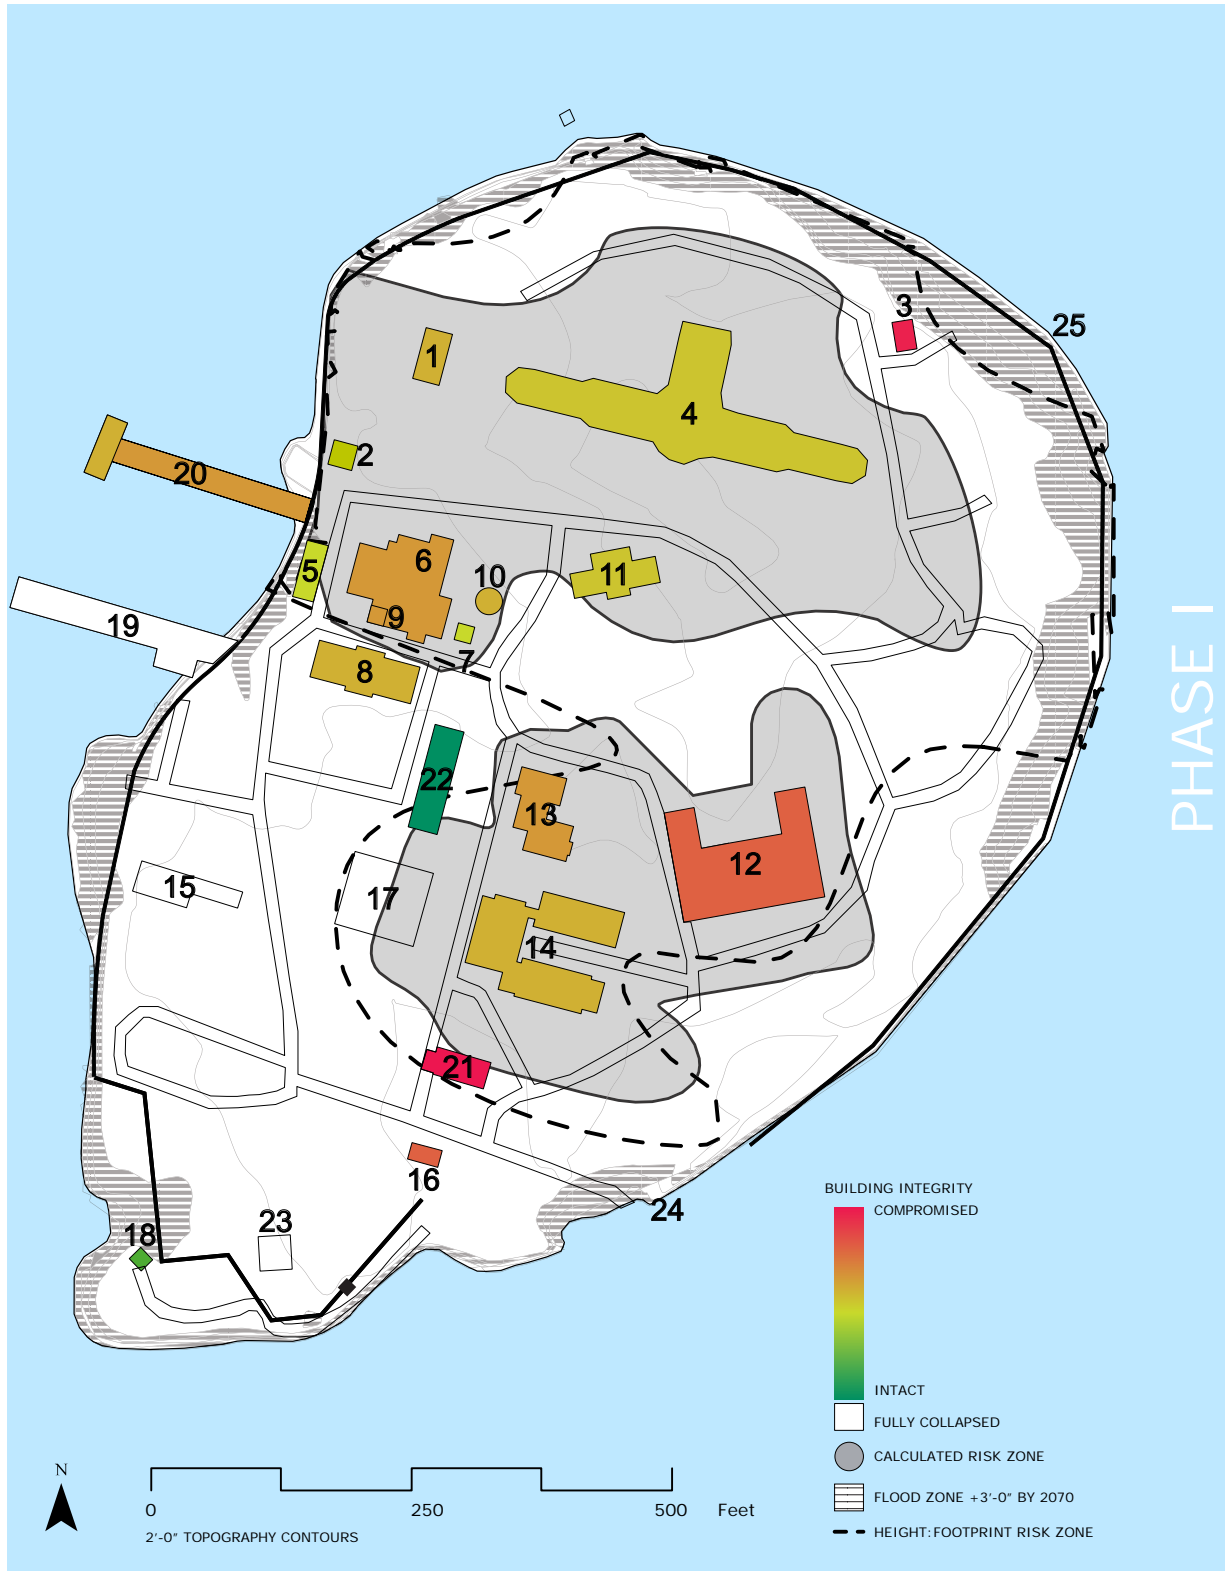 3
25
1
4
2
20
6
5
10
11
9
19
7
8
PHASE I
22
13
12
15
17
14
21
16
24
23
18
BUILDING INTEGRITY
COMPROMISED
INTACT
FULLY COLLAPSED
CALCULATED RISK ZONE
FLOOD ZONE +3'-0" BY 2070
HEIGHT:FOOTPRINT RISK ZONE
N
0 250 500 Feet
2'-0" TOPOGRAPHY CONTOURS